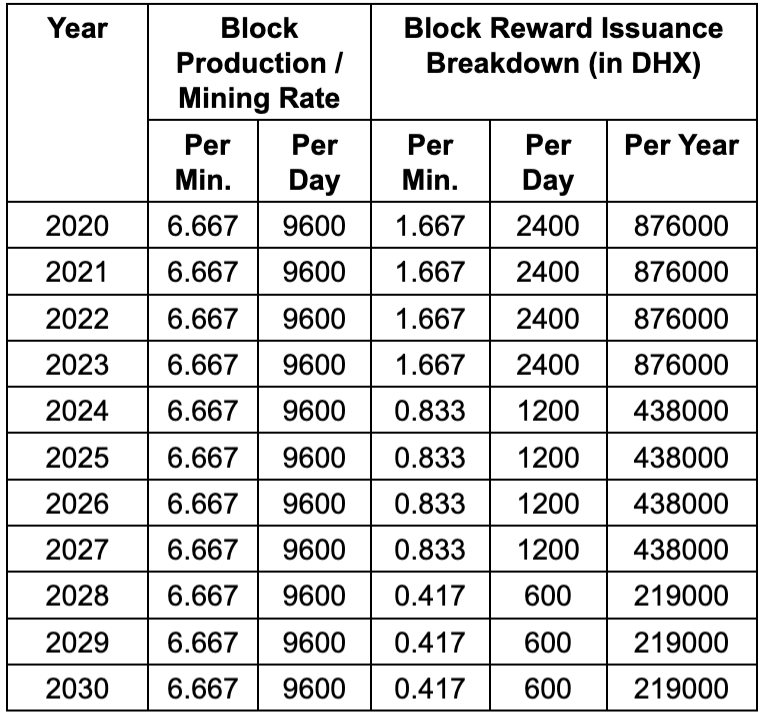 Year Block Block Reward Issuance
Production / Breakdown (in DHX)
Mining Rate
Per Per Per Per Per Year
Min. Day Min. Day
2020 6.667 9600 1.667 2400 876000
2021 6.667 9600 1.667 2400 876000
2022 6.667 9600 1.667 2400 876000
2023 6.667 9600 1.667 2400 876000
2024 6.667 9600 0.833 1200 438000
2025 6.667 9600 0.833 1200 438000
2026 6.667 9600 0.833 1200 438000
2027 6.667 9600 0.833 1200 438000
2028 6.667 9600 0.417 600 219000
2029 6.667 9600 0.417 600 219000
2030 6.667 9600 0.417 600 219000